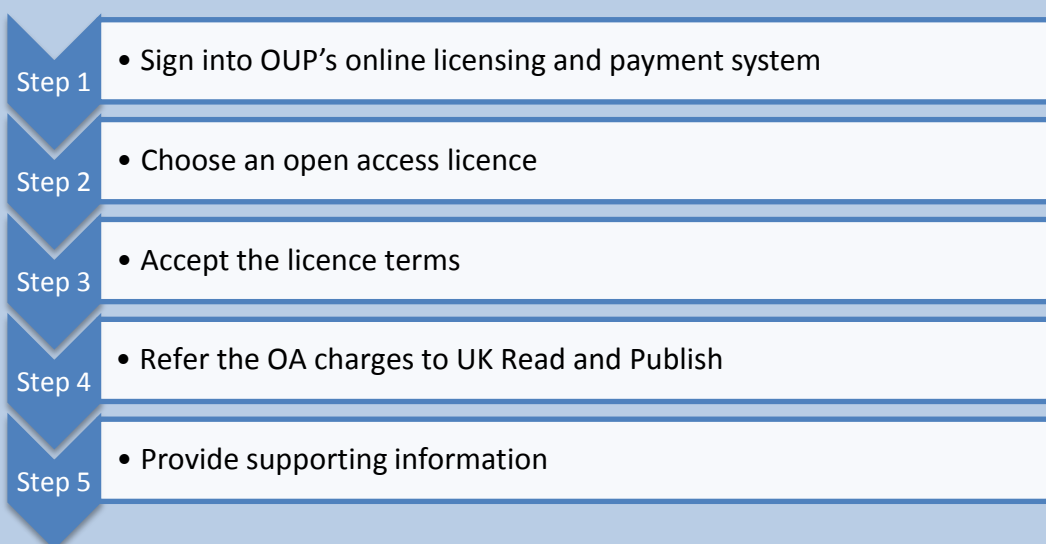 Step 1
• Sign into OUP’s online licensing and payment system
Step 2
• Choose an open access licence
Step 3
• Accept the licence terms
Step 4
• Refer the OA charges to UK Read and Publish
Step 5
• Provide supporting information